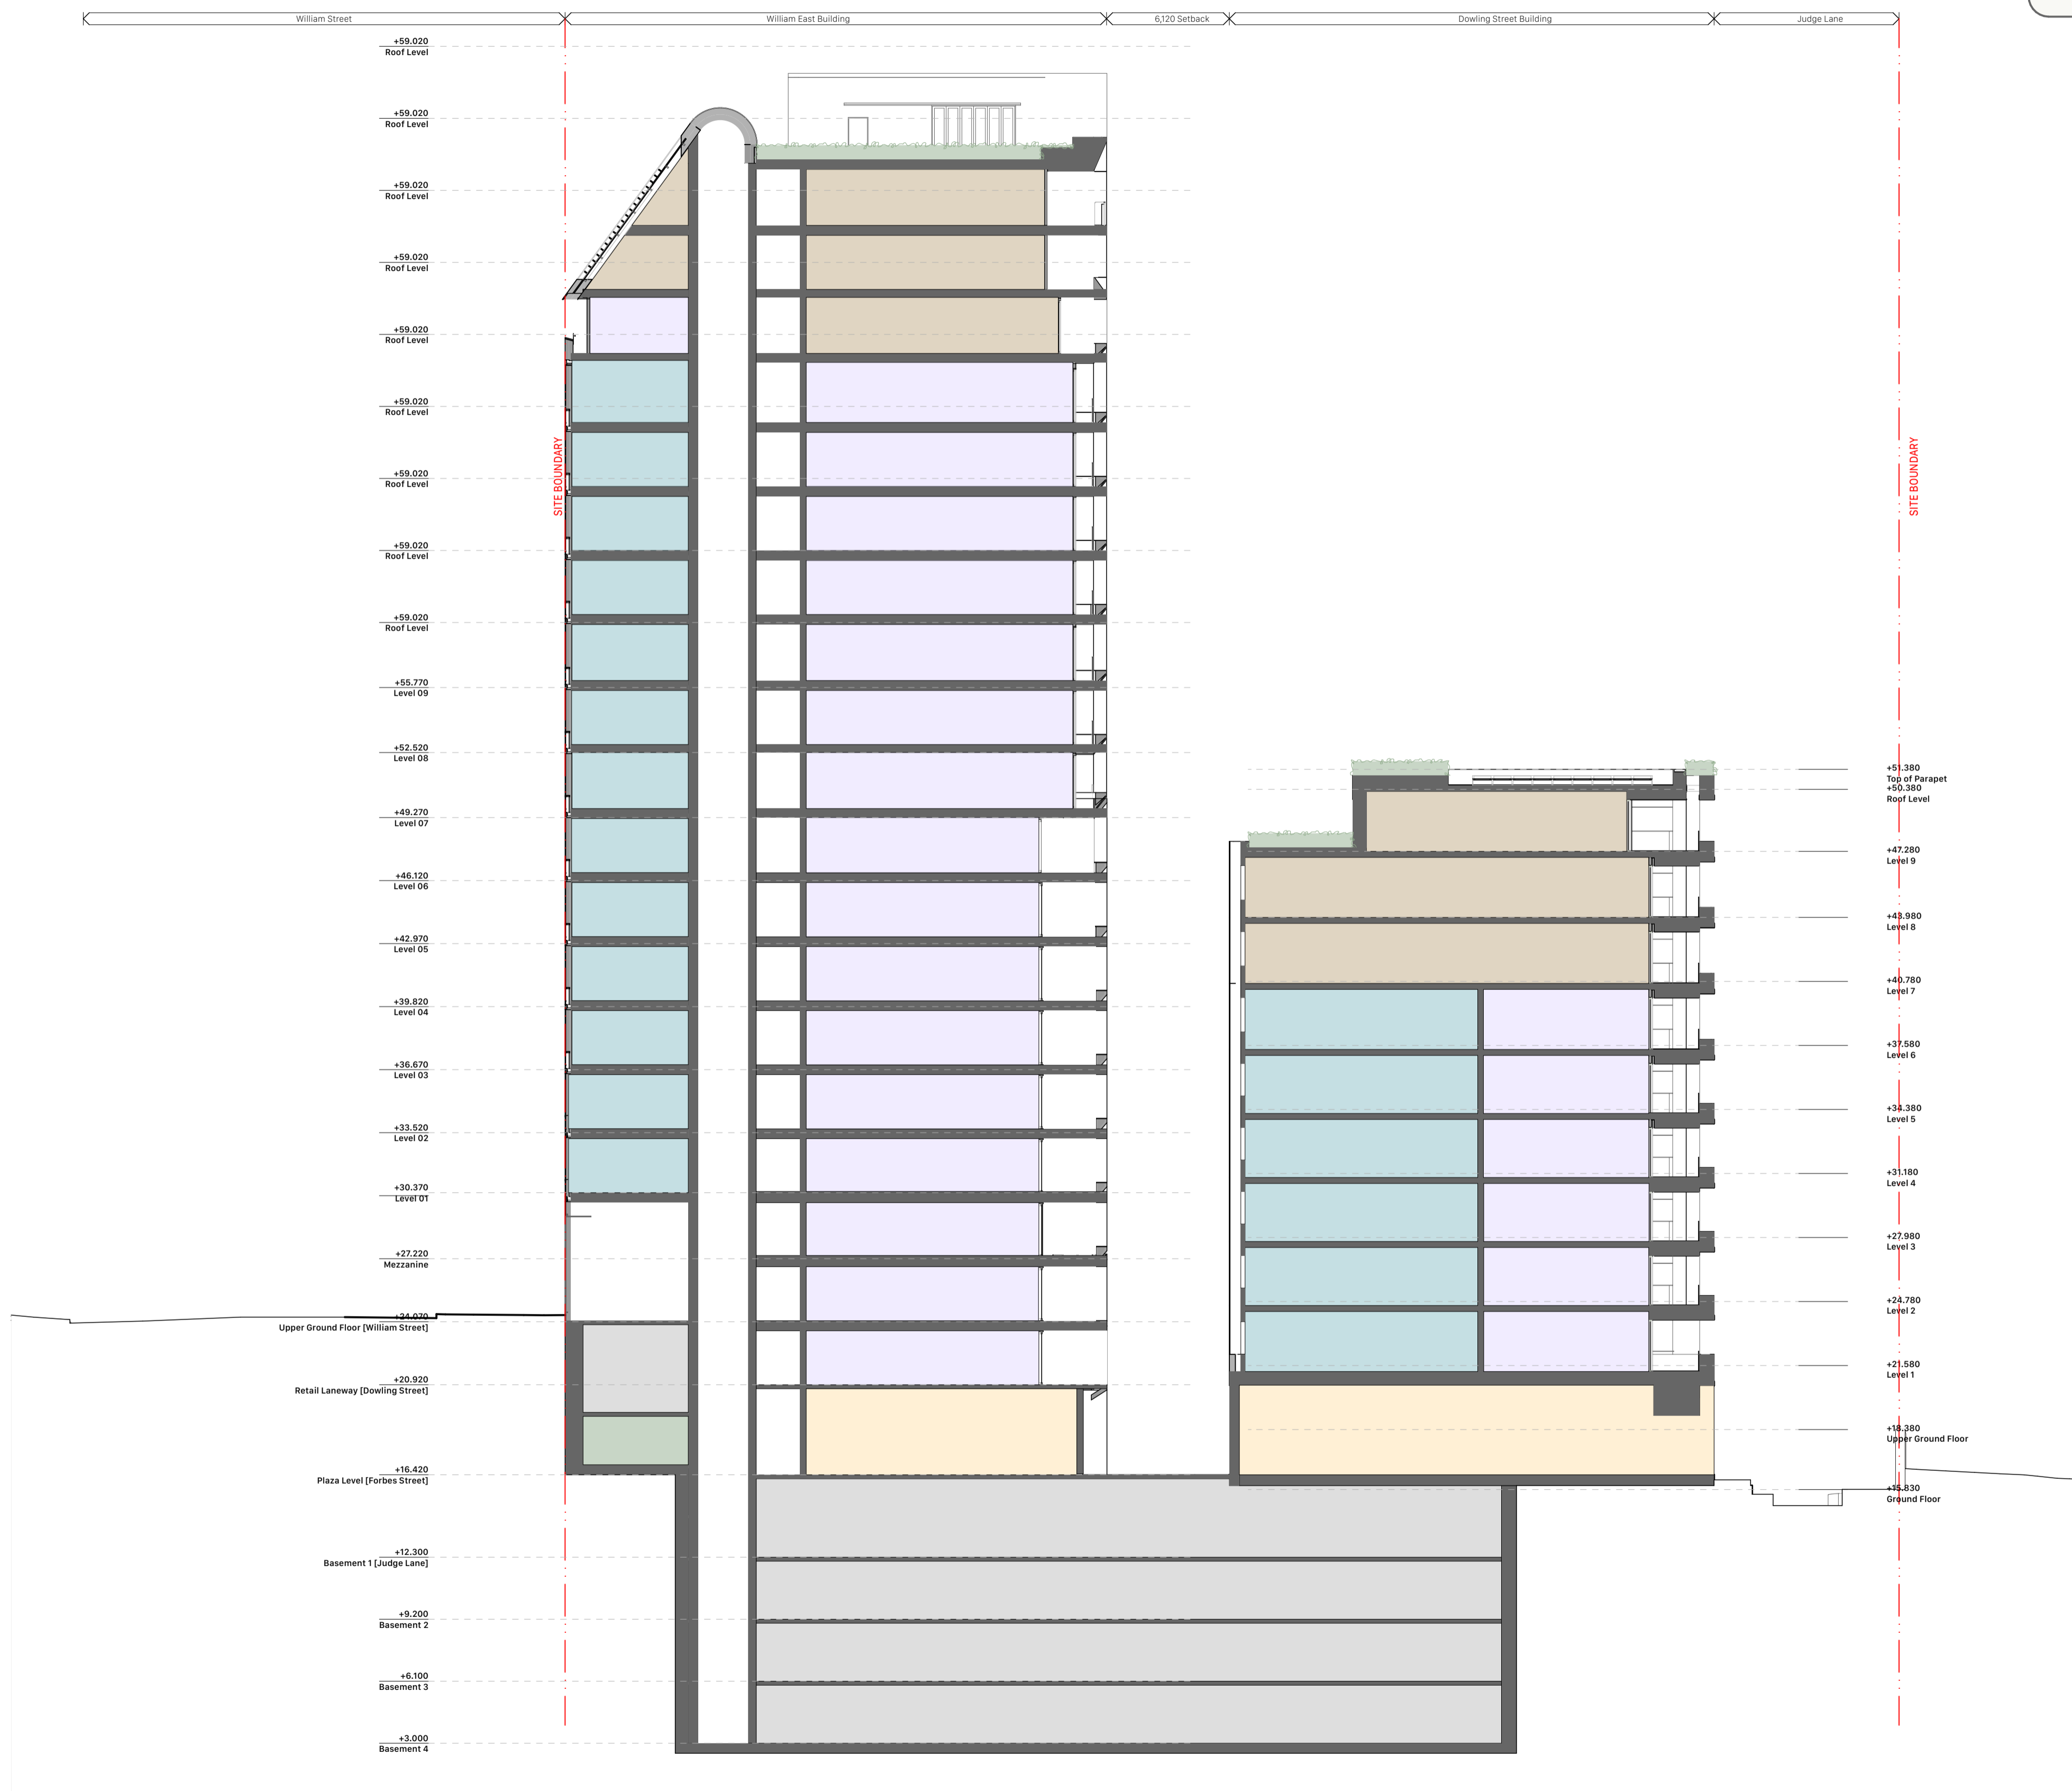 William Street
William East Building
6,120 Setback
Dowling Street Building
Judge Lane
+59.020
Roof Level
+59.020
Roof Level
+59.020
Roof Level
+59.020
Roof Level
+59.020
Roof Level
+59.020
Roof Level
+59.020
Roof Level
+59.020
Roof Level
+59.020
Roof Level
+55.770
Level 09
+52.520
Level 08
+49.270
Level 07
+46.120
Level 06
+42.970
Level 05
+39.820
Level 04
+36.670
Level 03
+33.520
Level 02
+30.370
Level 01
+27.220
Mezzanine
+24.070
Upper Ground Floor [William Street]
+20.920
Retail Laneway [Dowling Street]
+16.420
Plaza Level [Forbes Street]
+12.300
Basement 1 [Judge Lane]
+9.200
Basement 2
+6.100
Basement 3
+3.000
Basement 4
SITE BOUNDARY
SITE BOUNDARY
+51.380
Top of Parapet
+50.380
Roof Level
+47.280
Level 9
+43.980
Level 8
+40.780
Level 7
+37.580
Level 6
+34.380
Level 5
+31.180
Level 4
+27.980
Level 3
+24.780
Level 2
+21.580
Level 1
+18.380
Upper Ground Floor
+15.830
Ground Floor